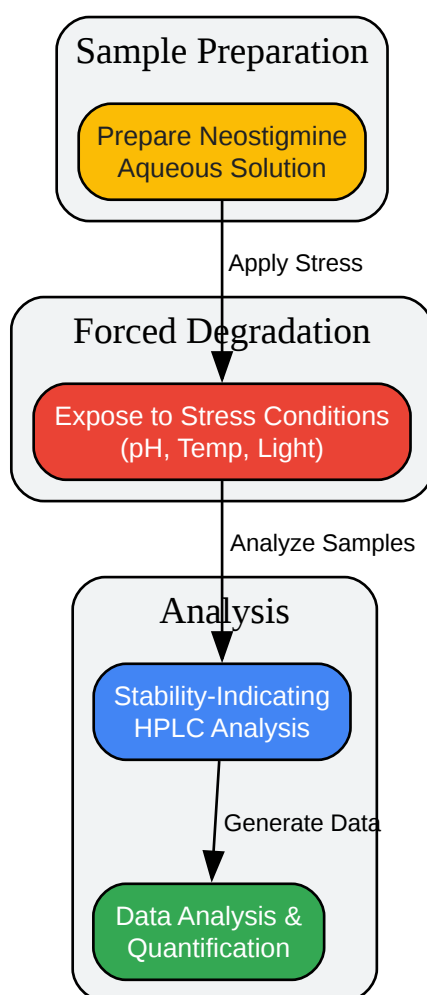 Sample Preparation
Prepare Neostigmine
Aqueous Solution
Apply Stress
Forced Degradation
Expose to Stress Conditions
(pH, Temp, Light)
Analyze Samples
Analysis
Stability-Indicating
HPLC Analysis
Generate Data
Data Analysis &
Quantification